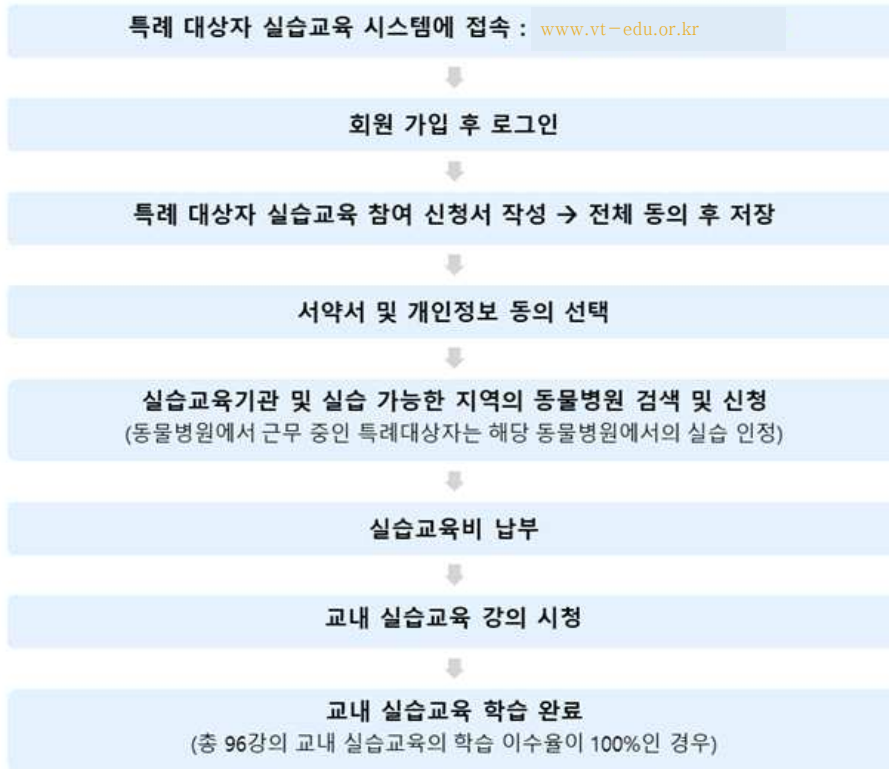 특례 대상자 실습교육 시스템에 접속 : www.vt-edu.or.kr
회원 가입 후 로그인
특례 대상자 실습교육 참여 신청서 작성 → 전체 동의 후 저장
서약서 및 개인정보 동의 선택
실습교육기관 및 실습 가능한 지역의 동물병원 검색 및 신청
(동물병원에서 근무 중인 특례대상자는 해당 동물병원에서의 실습 인정)
실습교육비 납부
교내 실습교육 강의 시청
교내 실습교육 학습 완료
(총 96강의 교내 실습교육의 학습 이수율이 100%인 경우)